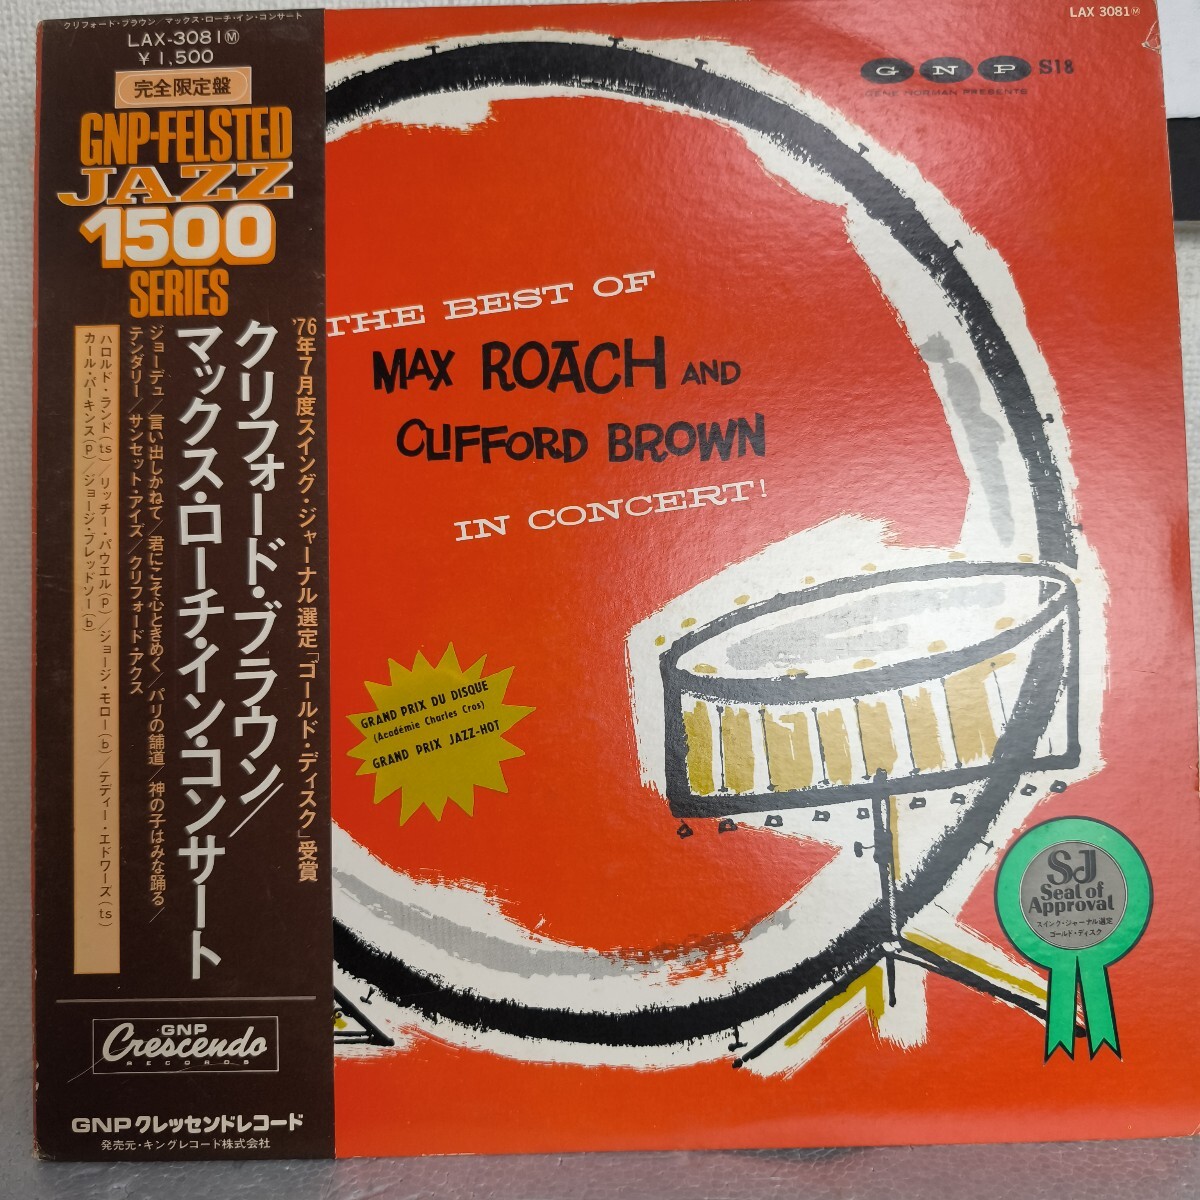 クリフォード・ブラウン/マックス・ローチ・イン・コンサート
LAX-3081Ⓜ
¥1,500
完全限定盤
GNP-FELSTED
JAZZ
1500
SERIES
'76年7月度スイング・ジャーナル選定「ゴールド・ディスク」受賞
クリフォード・ブラウン/
マックス・ローチ・イン・コンサート
ジョーデュ/言い出しかねて/君にこそ心ときめく/パリの舗道/神の子はみな踊る/
テンダリー/サンセット・アイズ/クリフォード・アクス
ハロルド・ランド(ts)/リッチー・パウエル(p)/ジョージ・モロー(b)/テディー・エドワーズ(ts)
カール・パーキンス(p)/ジョージ・ブレッドソー(b)
GNP
Crescendo
RECORDS
GNPクレッセンドレコード
発売元・キングレコード株式会社
LAX 3081Ⓜ
GNP S18
GENE NORMAN PRESENTS
THE BEST OF
MAX ROACH AND
CLIFFORD BROWN
IN CONCERT!
GRAND PRIX DU DISQUE
(Académie Charles Cros)
GRAND PRIX JAZZ-HOT
SJ
Seal of
Approval
スイング・ジャーナル選定
ゴールド・ディスク